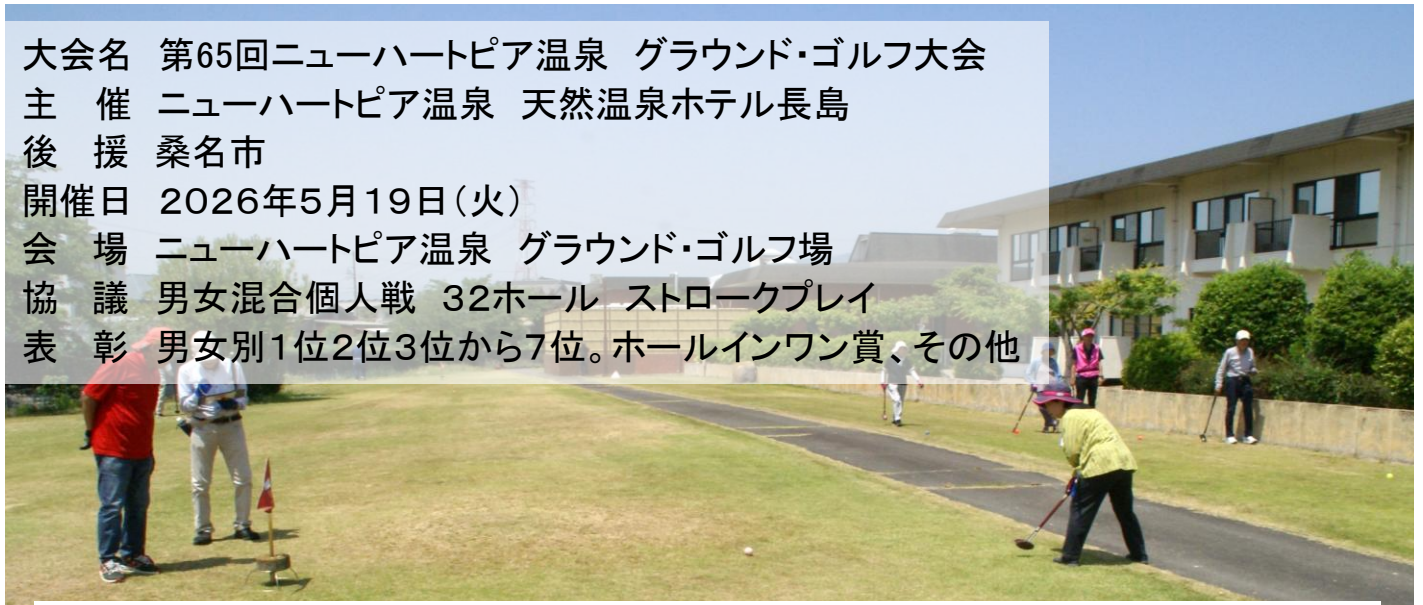 大会名　第65回ニューハートピア温泉　グラウンド・ゴルフ大会
主　催　ニューハートピア温泉　天然温泉ホテル長島
後　援　桑名市
開催日　２０２６年５月１９日（火）
会　場　ニューハートピア温泉　グラウンド・ゴルフ場
協　議　男女混合個人戦　３２ホール　ストロークプレイ
表　彰　男女別１位２位３位から７位。ホールインワン賞、その他